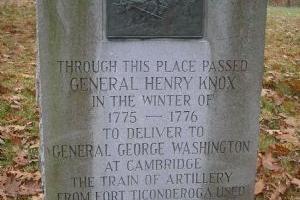 THROUGH THIS PLACE PASSED
GENERAL HENRY KNOX
IN THE WINTER OF
1775 — 1776
TO DELIVER TO
GENERAL GEORGE WASHINGTON
AT CAMBRIDGE
THE TRAIN OF ARTILLERY
FROM FORT TICONDEROGA USED